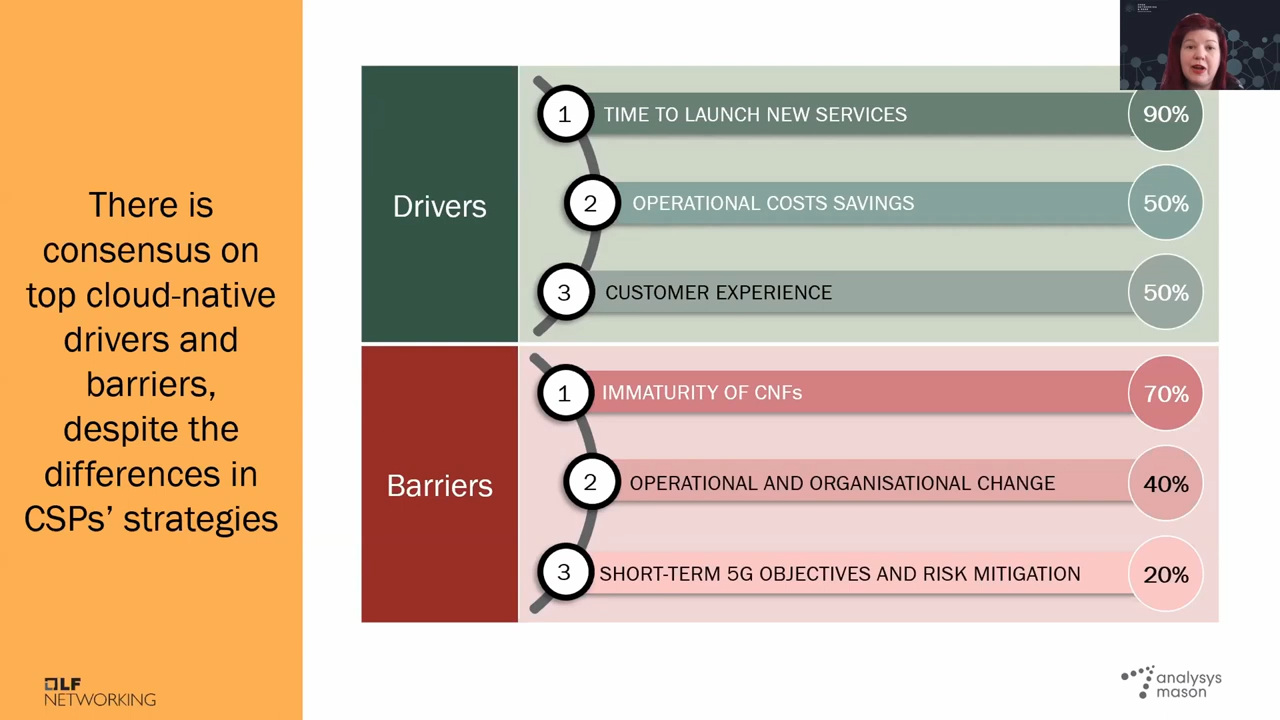 There is
consensus on
top cloud-native
drivers and
barriers,
despite the
differences in
CSPs’ strategies
Drivers
1 TIME TO LAUNCH NEW SERVICES 90%
2 OPERATIONAL COSTS SAVINGS 50%
3 CUSTOMER EXPERIENCE 50%
Barriers
1 IMMATURITY OF CNFs 70%
2 OPERATIONAL AND ORGANISATIONAL CHANGE 40%
3 SHORT-TERM 5G OBJECTIVES AND RISK MITIGATION 20%
LF
NETWORKING
analysys
mason